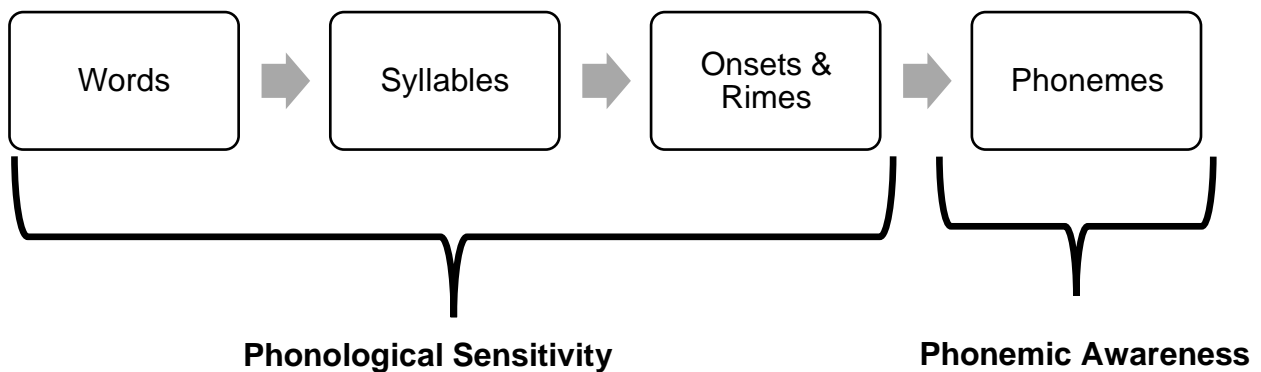 Words
Syllables
Onsets &
Rimes
Phonemes
Phonological Sensitivity
Phonemic Awareness